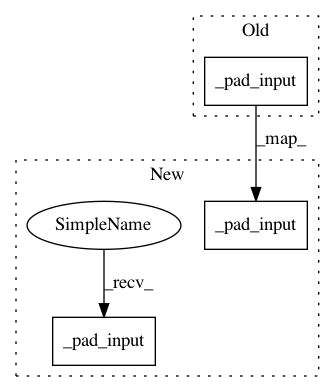 Old
_pad_input
_map_
New
SimpleName
_pad_input
_recv_
_pad_input